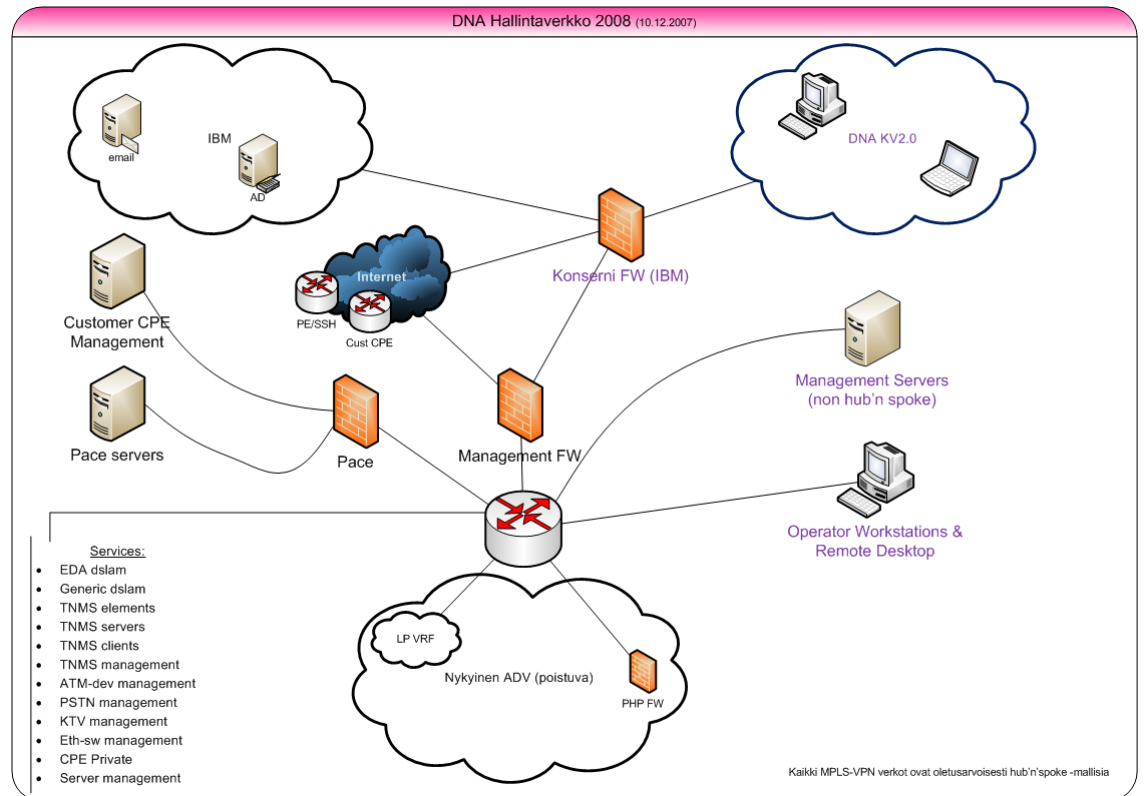 DNA Hallintaverkko 2008 (10.12.2007)
email
IBM
AD
DNA KV2.0
Konserni FW (IBM)
Internet
PE/SSH
Cust CPE
Customer CPE
Management
Pace servers
Pace
Management FW
Management Servers
(non hub'n spoke)
Operator Workstations &
Remote Desktop
Services:
• EDA dslam
• Generic dslam
• TNMS elements
• TNMS servers
• TNMS clients
• TNMS management
• ATM-dev management
• PSTN management
• KTV management
• Eth-sw management
• CPE Private
• Server management
LP VRF
Nykyinen ADV (poistuva)
PHP FW
Kaikki MPLS-VPN verkot ovat oletusarvoisesti hub'n'spoke -mallisia